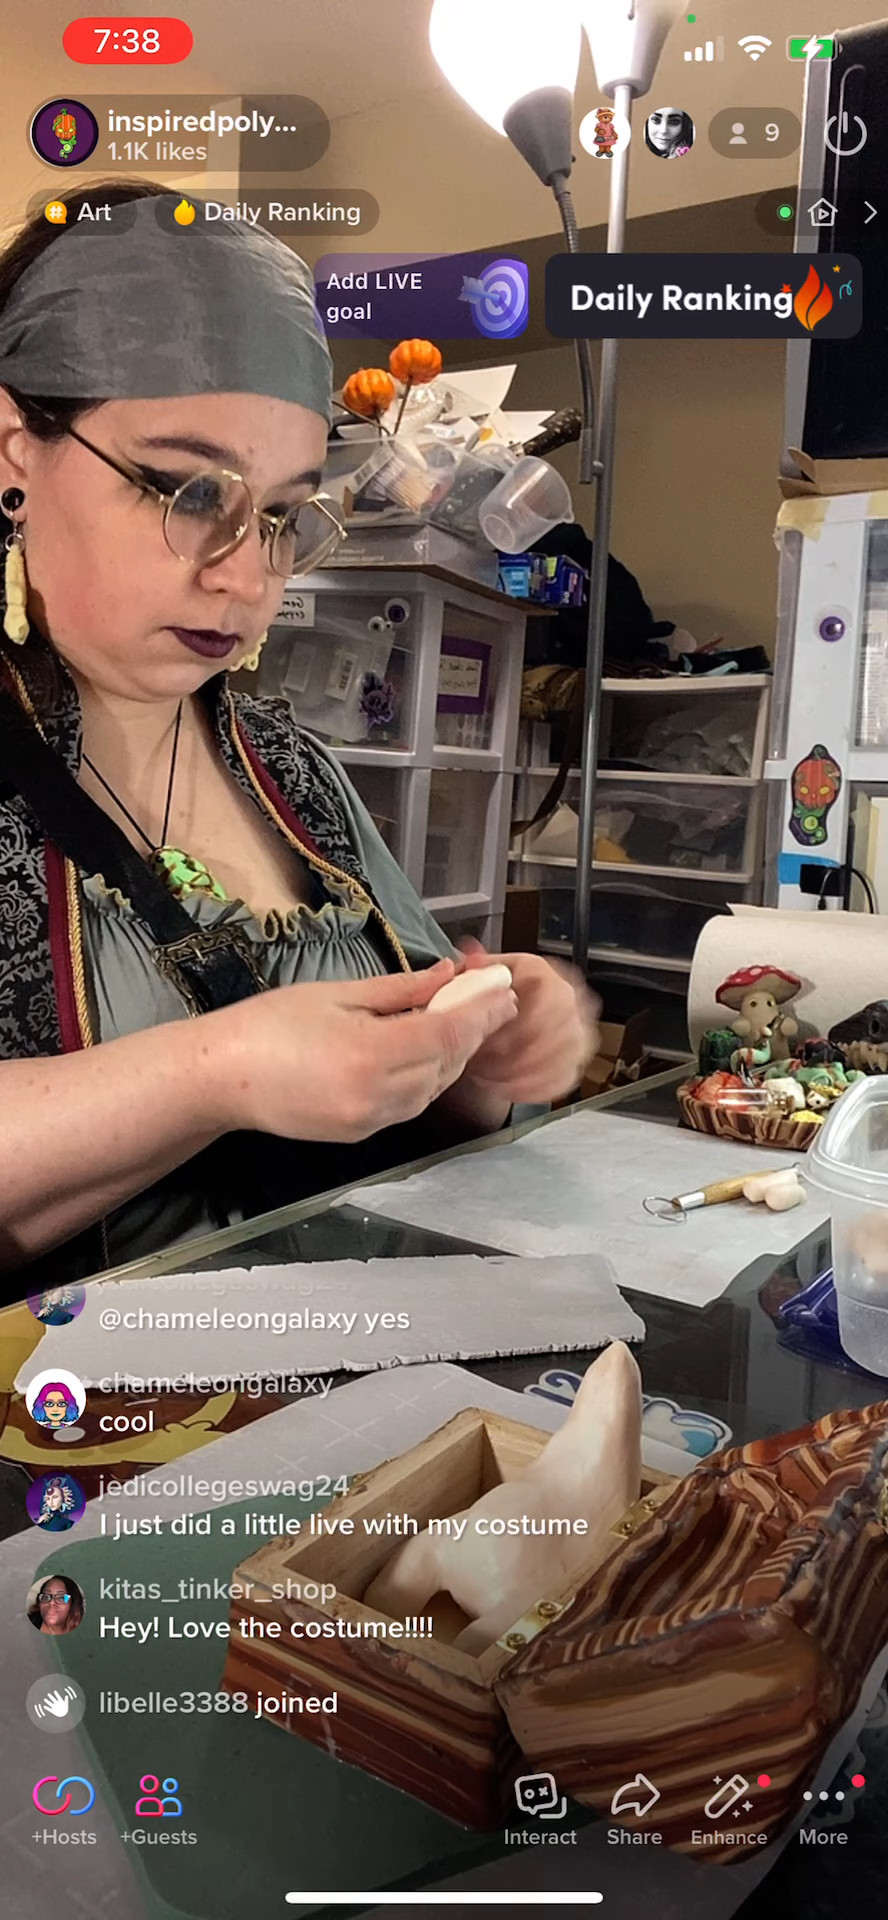 7:38
inspiredpoly...
1.1K likes
9
Art
Daily Ranking
Add LIVE
goal
Daily Ranking
@chameleongalaxy yes
chameleongalaxy
cool
jedicollegeswag24
I just did a little live with my costume
kitas_tinker_shop
Hey! Love the costume!!!!
libelle3388 joined
+Hosts
+Guests
Interact
Share
Enhance
More